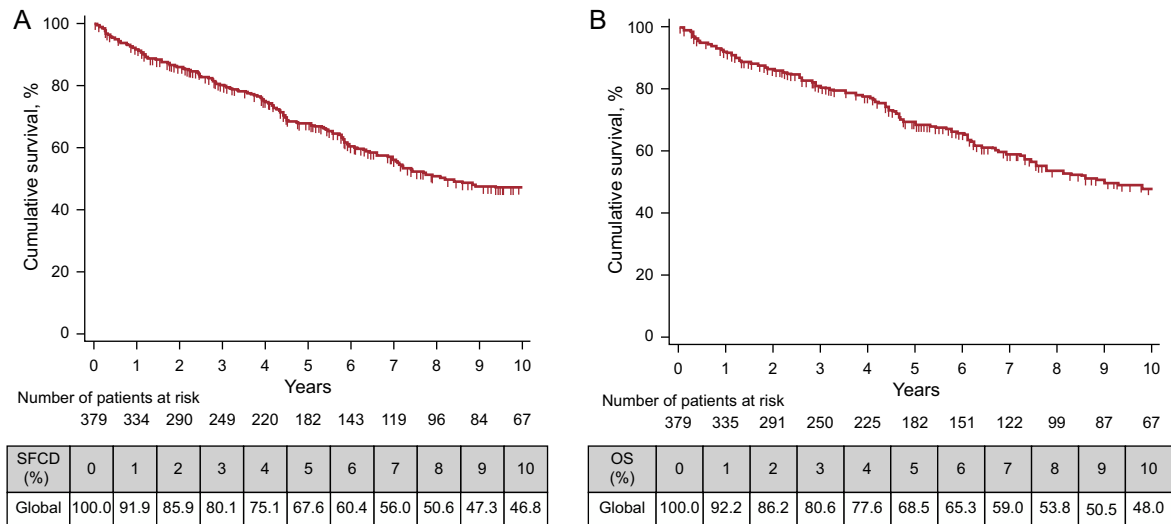 A
Cumulative survival, %
100
80
60
40
20
0
0 1 2 3 4 5 6 7 8 9 10
Years
Number of patients at risk
379 334 290 249 220 182 143 119 96 84 67
SFCD (%) 0 1 2 3 4 5 6 7 8 9 10
Global 100.0 91.9 85.9 80.1 75.1 67.6 60.4 56.0 50.6 47.3 46.8
B
Cumulative survival, %
100
80
60
40
20
0
0 1 2 3 4 5 6 7 8 9 10
Years
Number of patients at risk
379 335 291 250 225 182 151 122 99 87 67
OS (%) 0 1 2 3 4 5 6 7 8 9 10
Global 100.0 92.2 86.2 80.6 77.6 68.5 65.3 59.0 53.8 50.5 48.0